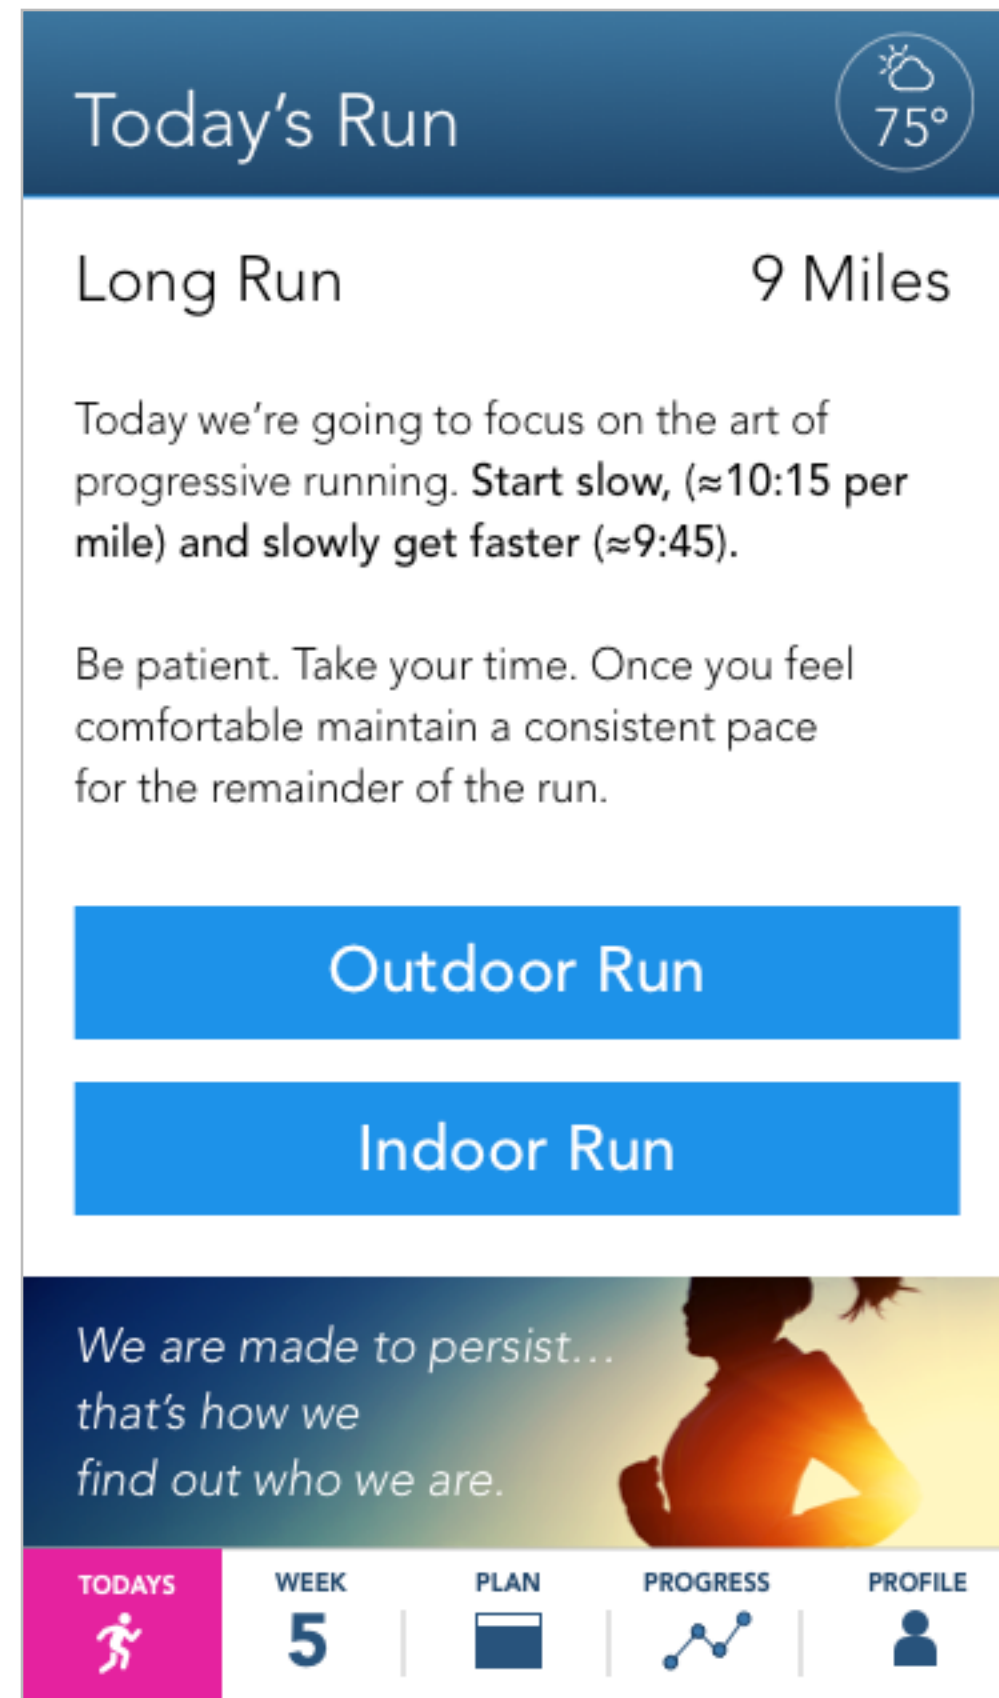 Today’s Run
75°
Long Run 9 Miles
Today we’re going to focus on the art of
progressive running. Start slow, (≈10:15 per
mile) and slowly get faster (≈9:45).
Be patient. Take your time. Once you feel
comfortable maintain a consistent pace
for the remainder of the run.
Outdoor Run
Indoor Run
We are made to persist...
that’s how we
find out who we are.
TODAYS WEEK PLAN PROGRESS PROFILE
5